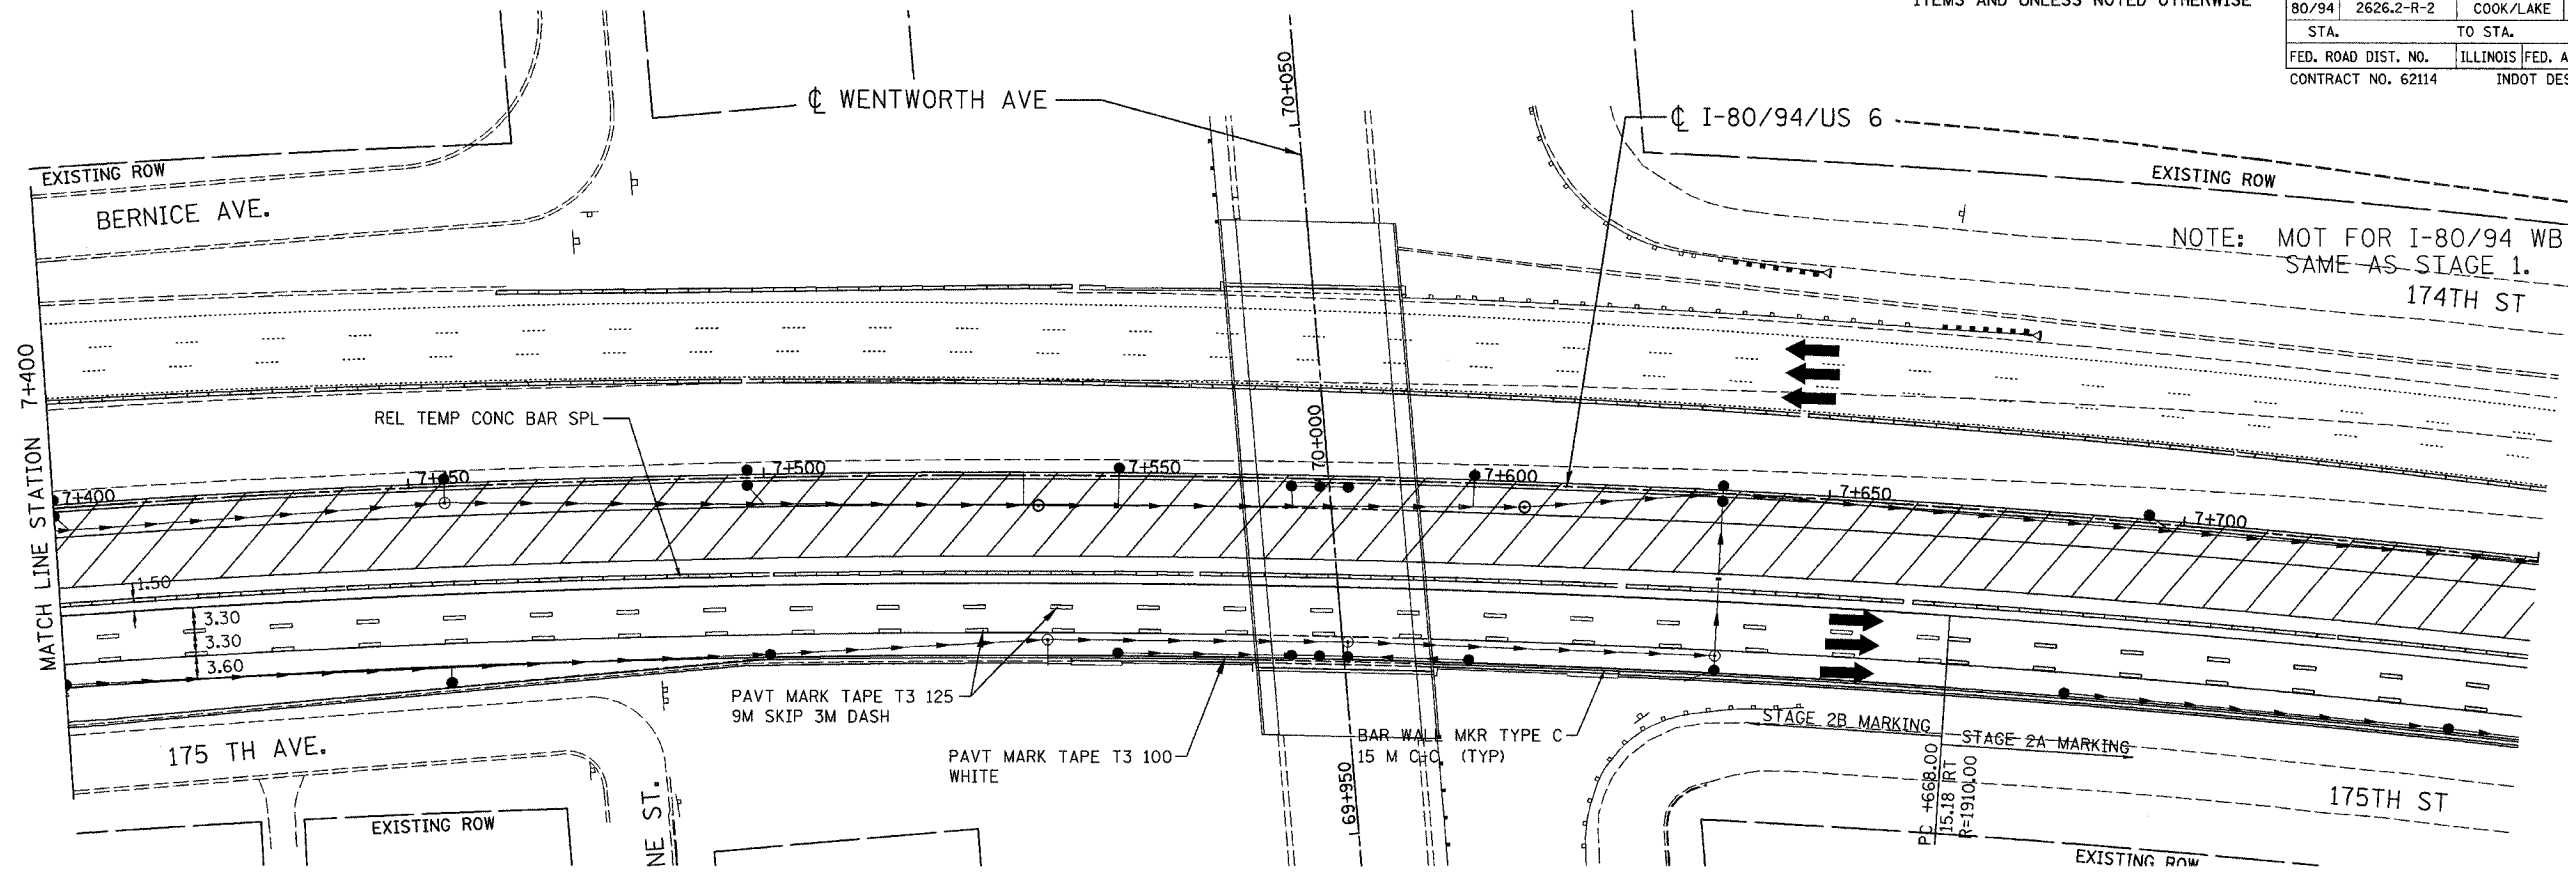 ITEMS AND UNLESS NOTED OTHERWISE
80/94 2626.2-R-2 COOK/LAKE
STA. TO STA.
FED. ROAD DIST. NO. ILLINOIS FED. A
CONTRACT NO. 62114 INDOT DES
70+050
℄ WENTWORTH AVE
℄ I-80/94/US 6
EXISTING ROW
BERNICE AVE.
EXISTING ROW
NOTE: MOT FOR I-80/94 WB
SAME AS STAGE 1.
174TH ST
MATCH LINE STATION 7+400
REL TEMP CONC BAR SPL
70+000
7+400
7+450
7+500
7+550
7+600
7+650
7+700
1.50
3.30
3.30
3.60
PAVT MARK TAPE T3 125
9M SKIP 3M DASH
PAVT MARK TAPE T3 100
WHITE
BAR WALL MKR TYPE C
15 M C-C (TYP)
STAGE 2B MARKING
STAGE 2A MARKING
175 TH AVE.
NE ST.
69+950
PC +668.00
15.18 RT
R=1910.00
175TH ST
EXISTING ROW
EXISTING ROW